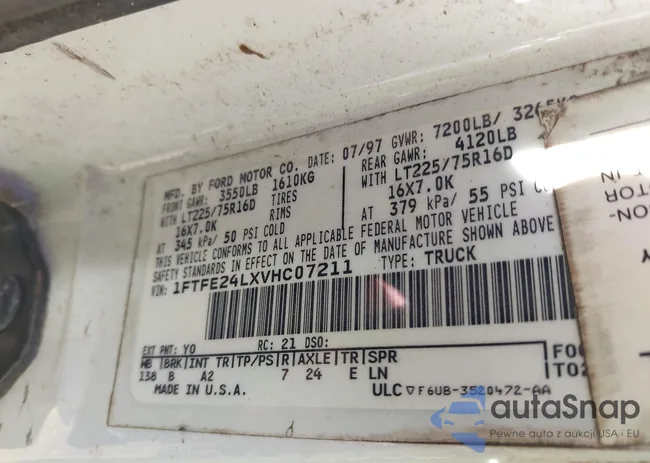 MFD. BY FORD MOTOR CO.
DATE: 07/97 GVWR: 7200LB/
FRONT GAWR: 3550LB 1610KG
REAR GAWR: 4120LB
WITH LT225/75R16D TIRES
WITH LT225/75R16D
16X7.0K RIMS
16X7.0K
AT 345 kPa/ 50 PSI COLD
AT 379 kPa/ 55 PSI
THIS VEHICLE CONFORMS TO ALL APPLICABLE FEDERAL MOTOR VEHICLE
SAFETY STANDARDS IN EFFECT ON THE DATE OF MANUFACTURE SHOWN ABOVE
VIN: 1FTFE24LXVHC07211 TYPE: TRUCK
EXT PNT: YO RC: 21 DSO:
WB BRK INT TR TP/PS R AXLE TR SPR
138 B A2 7 24 E LN
MADE IN U.S.A.
ULC F6UB-3520472-AA
autaSnap
Pewne auto z aukcji USA i EU